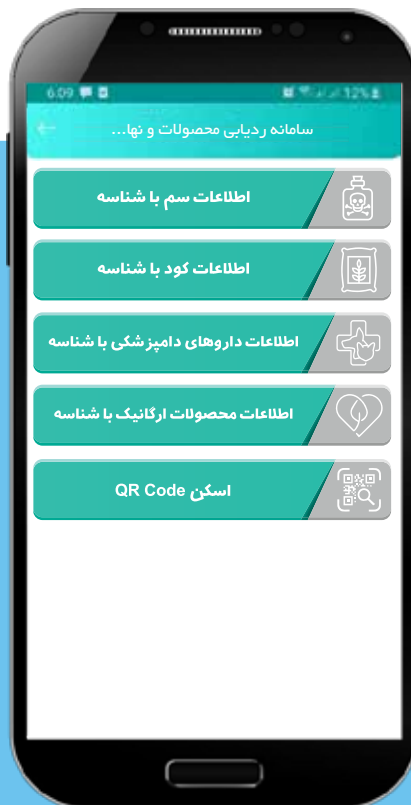 6:09
12%
سامانه ردیابی محصولات و نها...
اطلاعات سم با شناسه
اطلاعات کود با شناسه
اطلاعات داروهای دامپزشکی با شناسه
اطلاعات محصولات ارگانیک با شناسه
اسکن QR Code